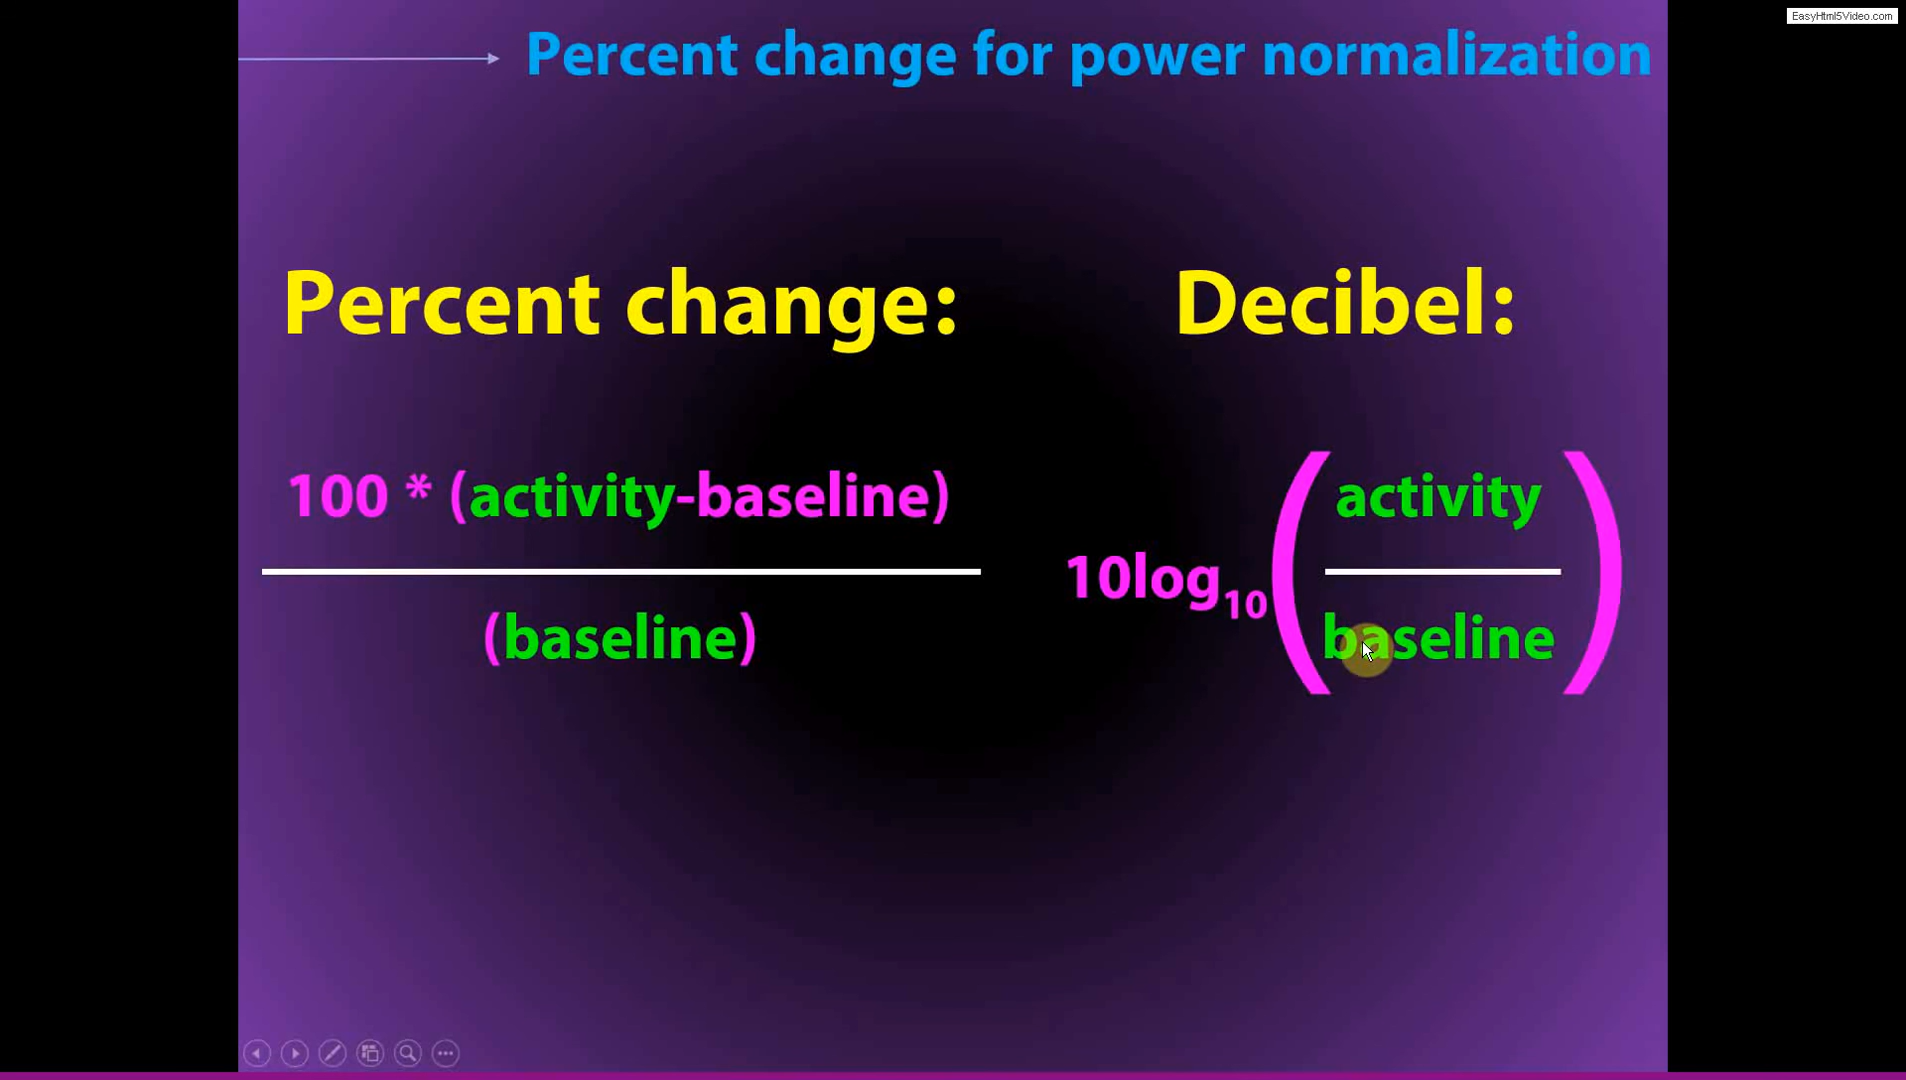 EasyHtml5Video.com
Percent change for power normalization
Percent change:
100 * (activity-baseline)
(baseline)
Decibel:
10log10
(activity
baseline)